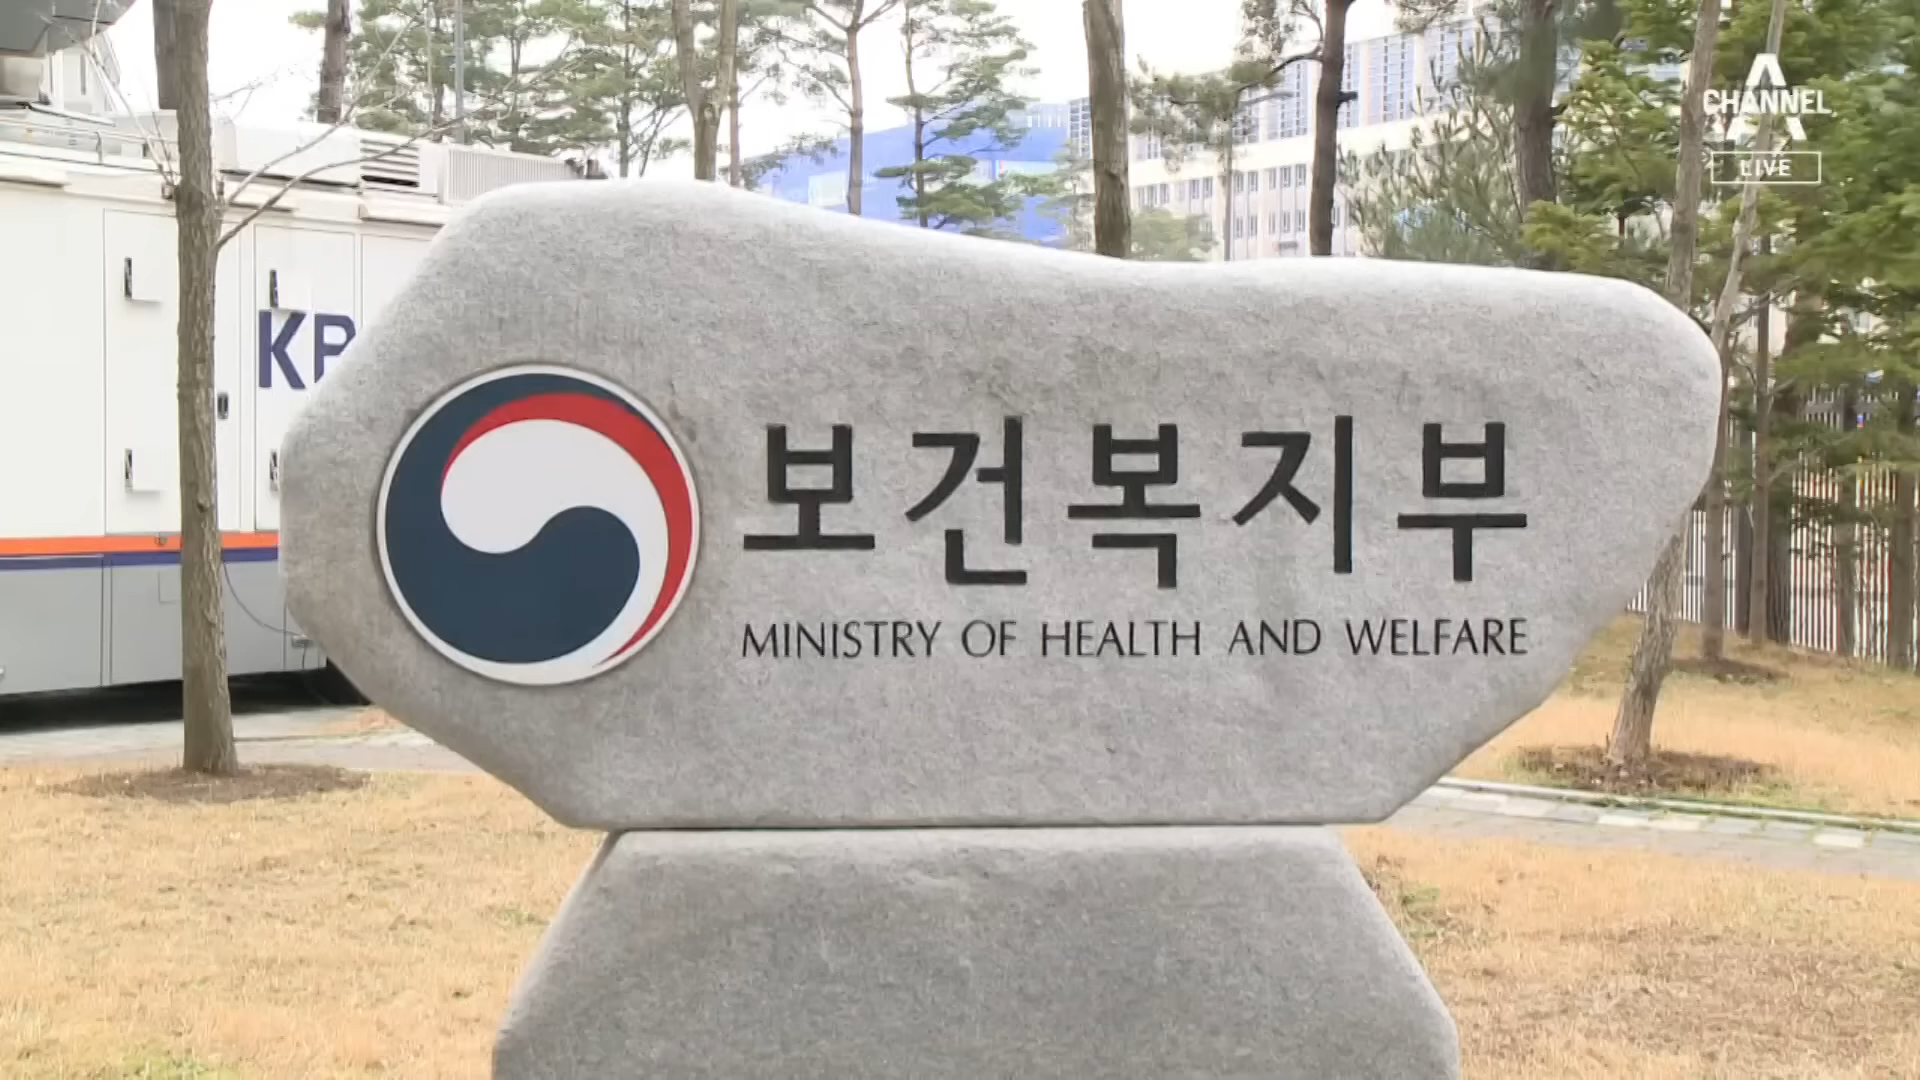 CHANNEL A
LIVE
보건복지부
MINISTRY OF HEALTH AND WELFARE